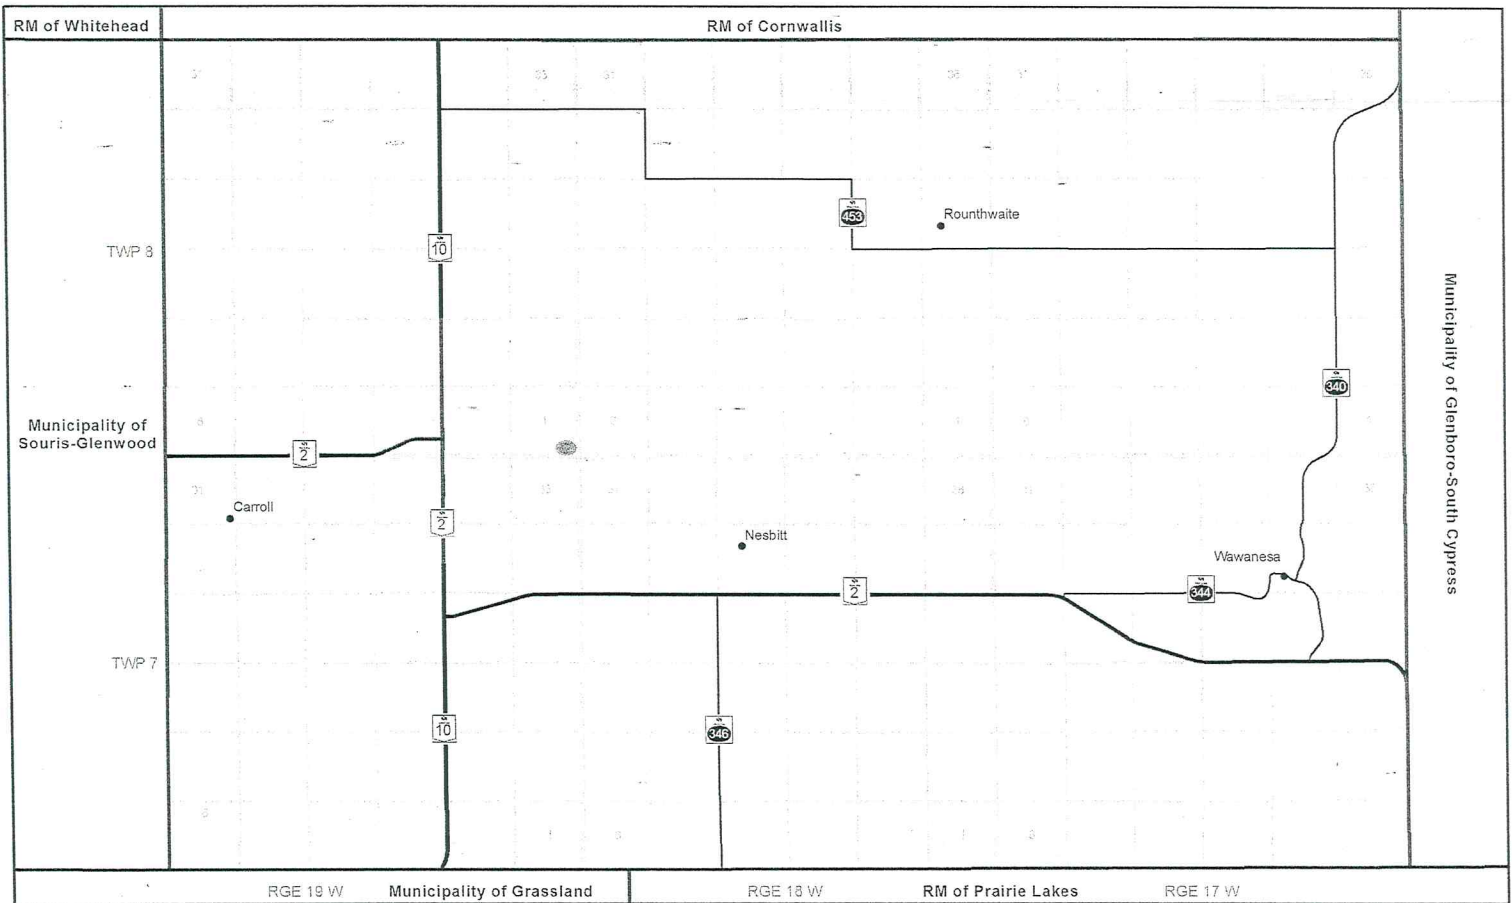 RM of Whitehead
RM of Cornwallis
453
Rounthwaite
TWP 8
10
Municipality of Glenboro-South Cypress
340
Municipality of
Souris-Glenwood
2
Carroll
2
Nesbitt
Wawanesa
2
344
TWP 7
10
346
RGE 19 W
Municipality of Grassland
RGE 18 W
RM of Prairie Lakes
RGE 17 W